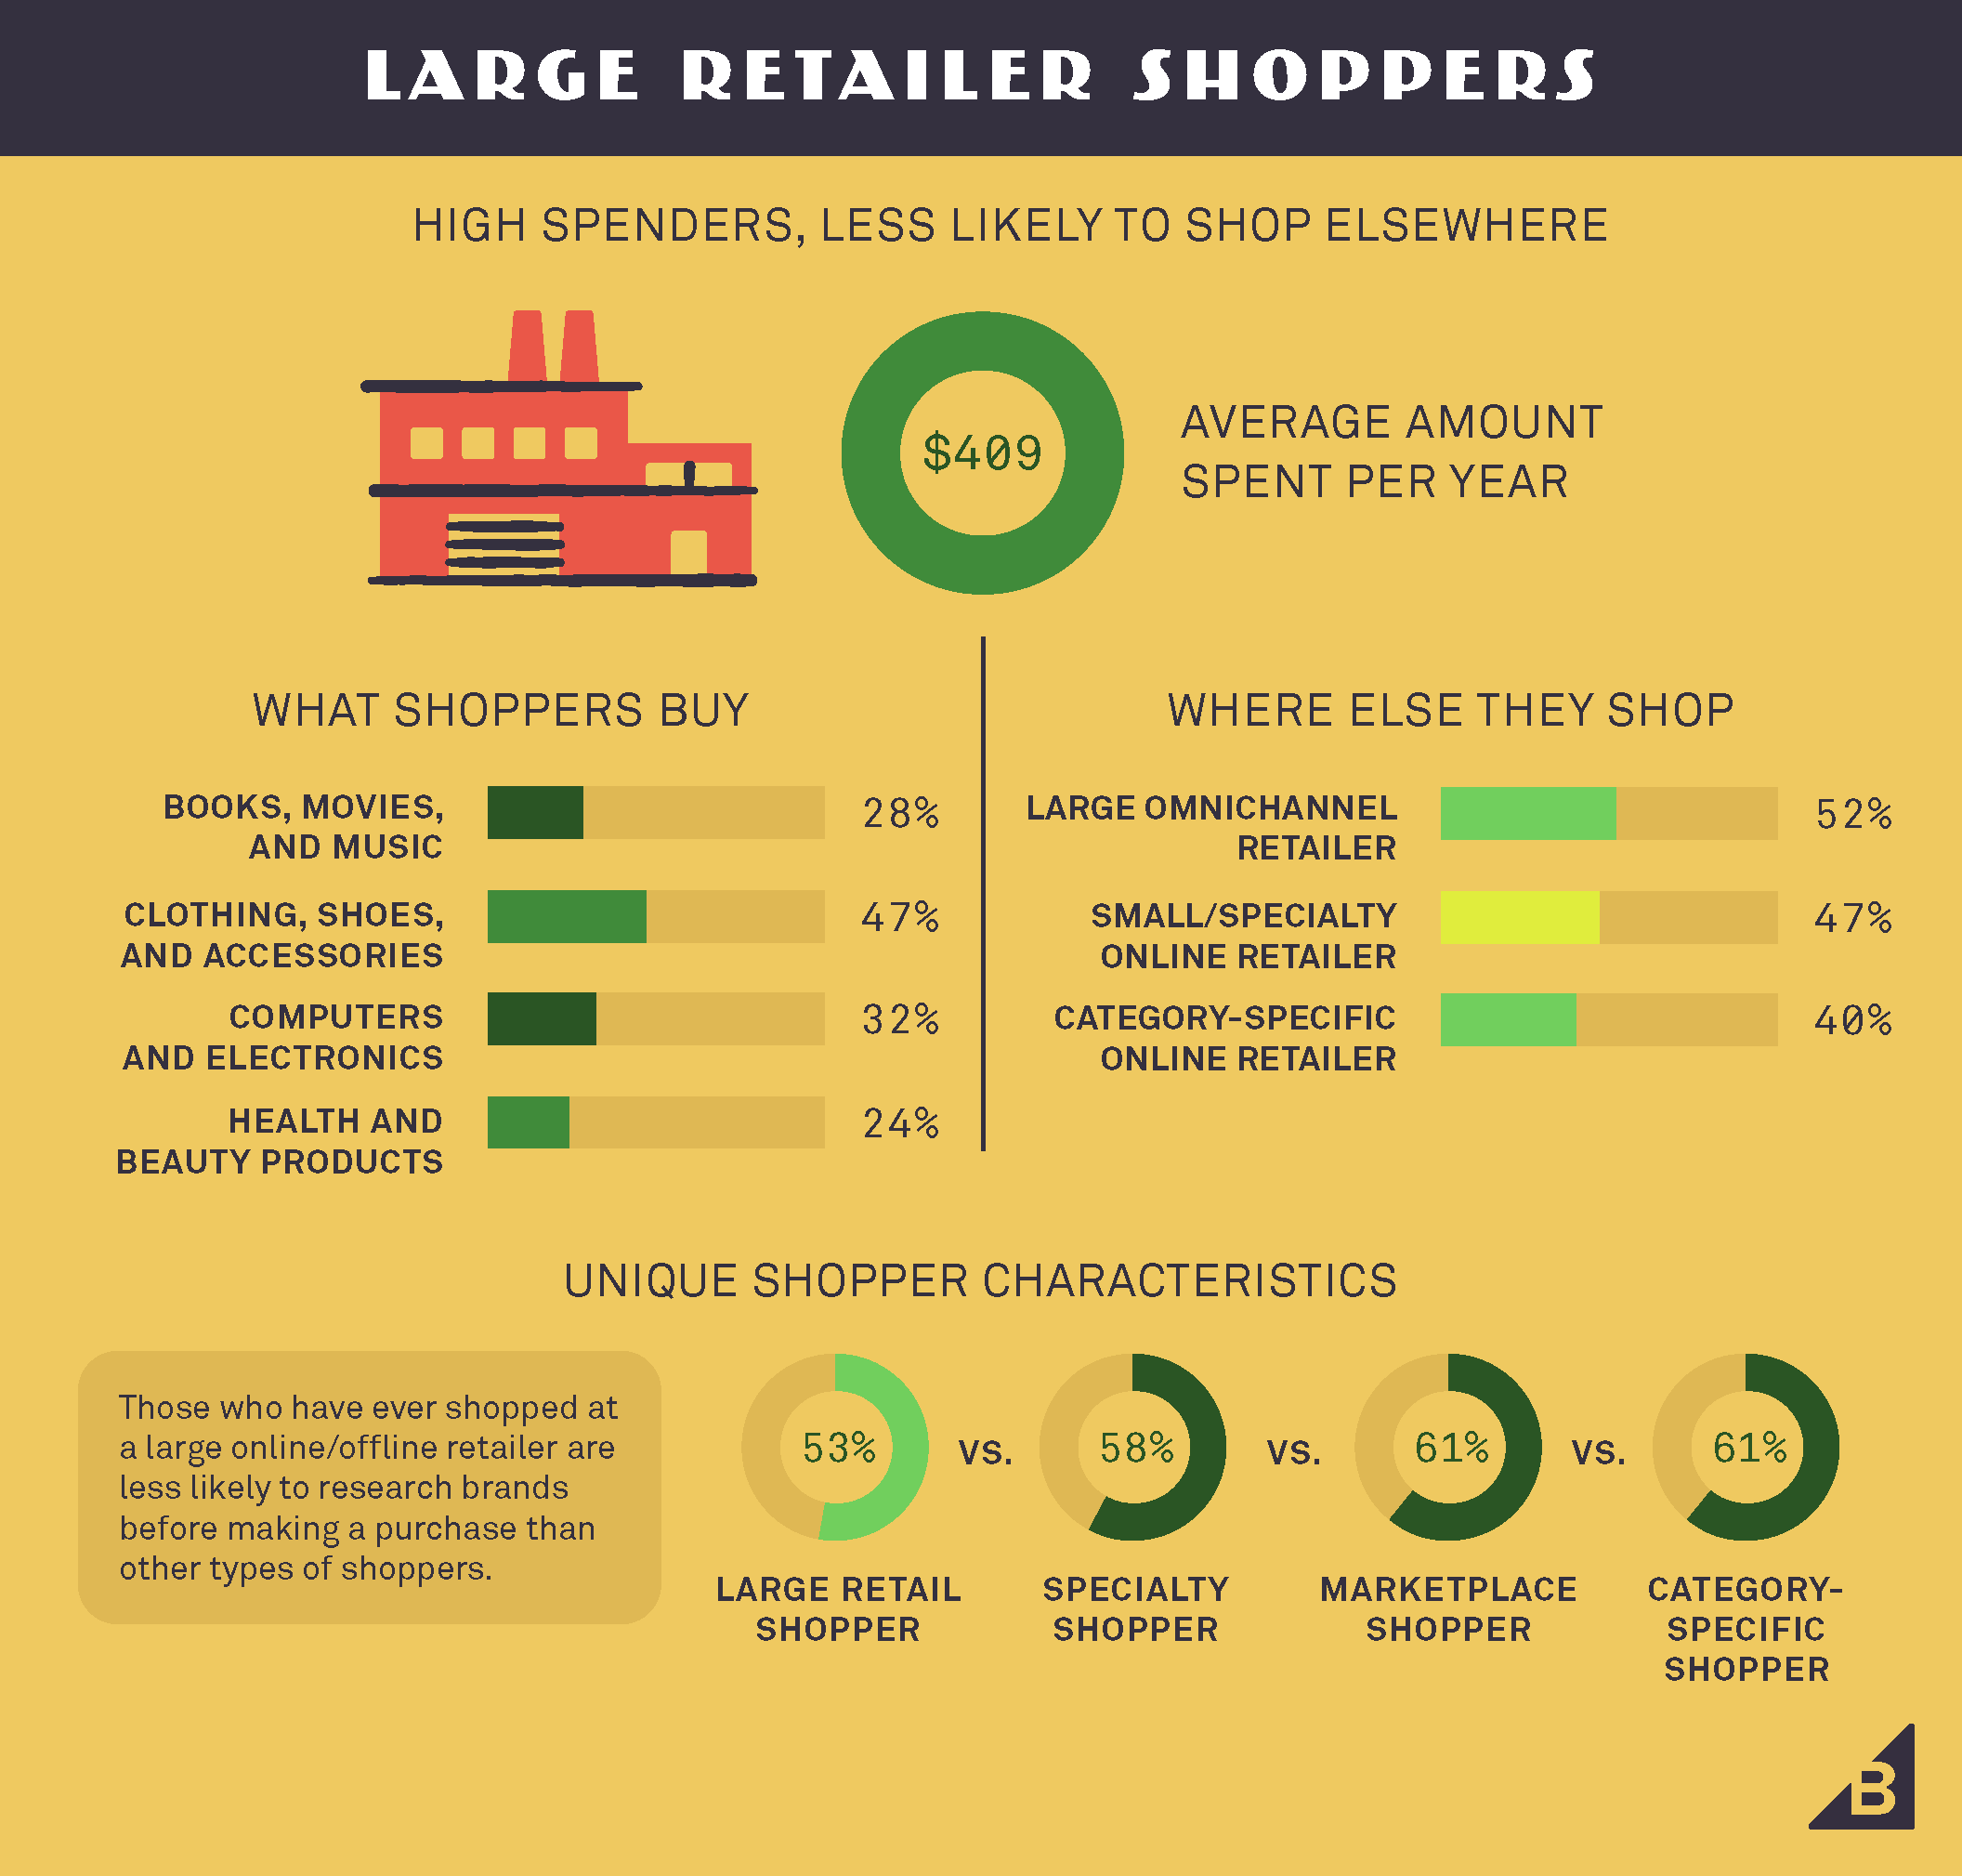 LARGE RETAILER SHOPPERS
HIGH SPENDERS, LESS LIKELY TO SHOP ELSEWHERE
$409
AVERAGE AMOUNT
SPENT PER YEAR
WHAT SHOPPERS BUY
BOOKS, MOVIES,
AND MUSIC
28%
CLOTHING, SHOES,
AND ACCESSORIES
47%
COMPUTERS
AND ELECTRONICS
32%
HEALTH AND
BEAUTY PRODUCTS
24%
WHERE ELSE THEY SHOP
LARGE OMNICHANNEL
RETAILER
52%
SMALL/SPECIALTY
ONLINE RETAILER
47%
CATEGORY-SPECIFIC
ONLINE RETAILER
40%
UNIQUE SHOPPER CHARACTERISTICS
Those who have ever shopped at
a large online/offline retailer are
less likely to research brands
before making a purchase than
other types of shoppers.
53%
LARGE RETAIL
SHOPPER
VS.
58%
SPECIALTY
SHOPPER
VS.
61%
MARKETPLACE
SHOPPER
VS.
61%
CATEGORY-
SPECIFIC
SHOPPER
B